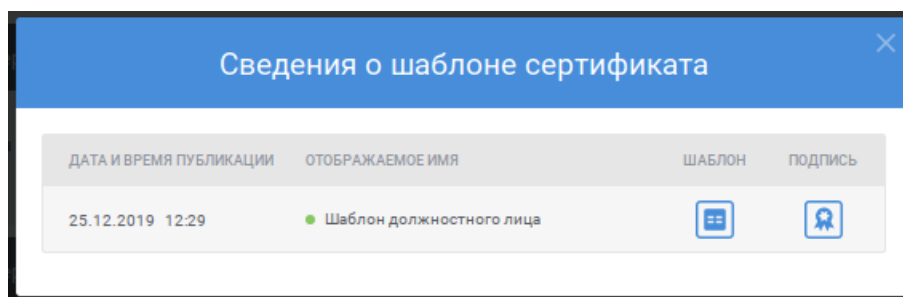 Сведения о шаблоне сертификата
ДАТА И ВРЕМЯ ПУБЛИКАЦИИ ОТОБРАЖАЕМОЕ ИМЯ ШАБЛОН ПОДПИСЬ
25.12.2019 12:29 Шаблон должностного лица